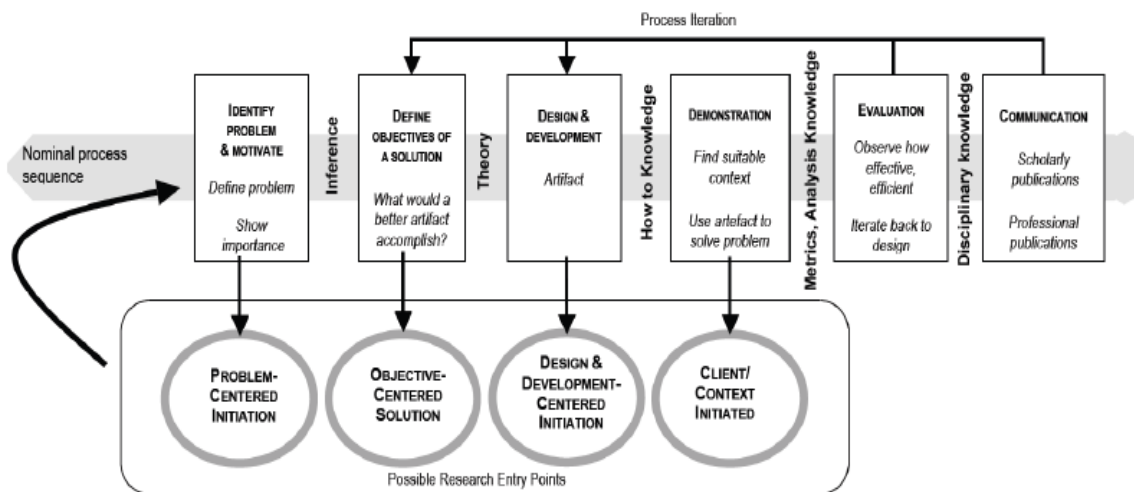 Process Iteration
Nominal process
sequence
IDENTIFY
PROBLEM
& MOTIVATE
Define problem
Show
importance
Inference
DEFINE
OBJECTIVES OF
A SOLUTION
What would a
better artifact
accomplish?
Theory
DESIGN &
DEVELOPMENT
Artifact
How to Knowledge
DEMONSTRATION
Find suitable
context
Use artefact to
solve problem
Metrics, Analysis Knowledge
EVALUATION
Observe how
effective,
efficient
Iterate back to
design
Disciplinary knowledge
COMMUNICATION
Scholarly
publications
Professional
publications
PROBLEM-
CENTERED
INITIATION
OBJECTIVE-
CENTERED
SOLUTION
DESIGN &
DEVELOPMENT-
CENTERED
INITIATION
CLIENT/
CONTEXT
INITIATED
Possible Research Entry Points